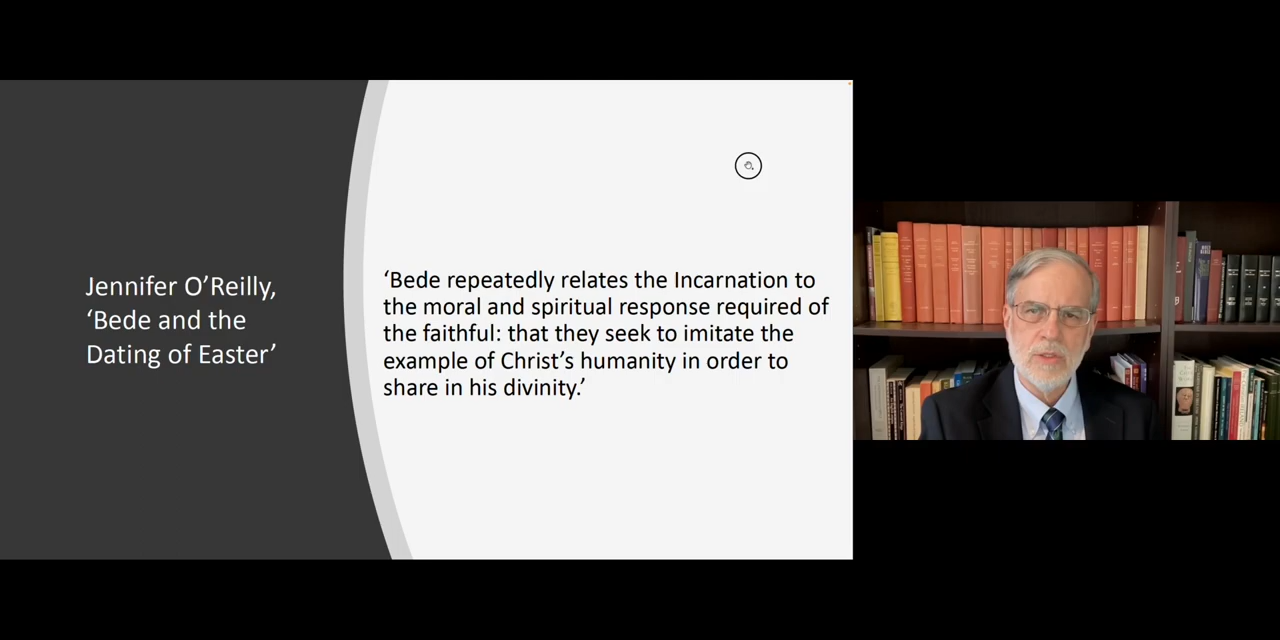 Jennifer O’Reilly,
‘Bede and the
Dating of Easter’
‘Bede repeatedly relates the Incarnation to
the moral and spiritual response required of
the faithful: that they seek to imitate the
example of Christ’s humanity in order to
share in his divinity.’